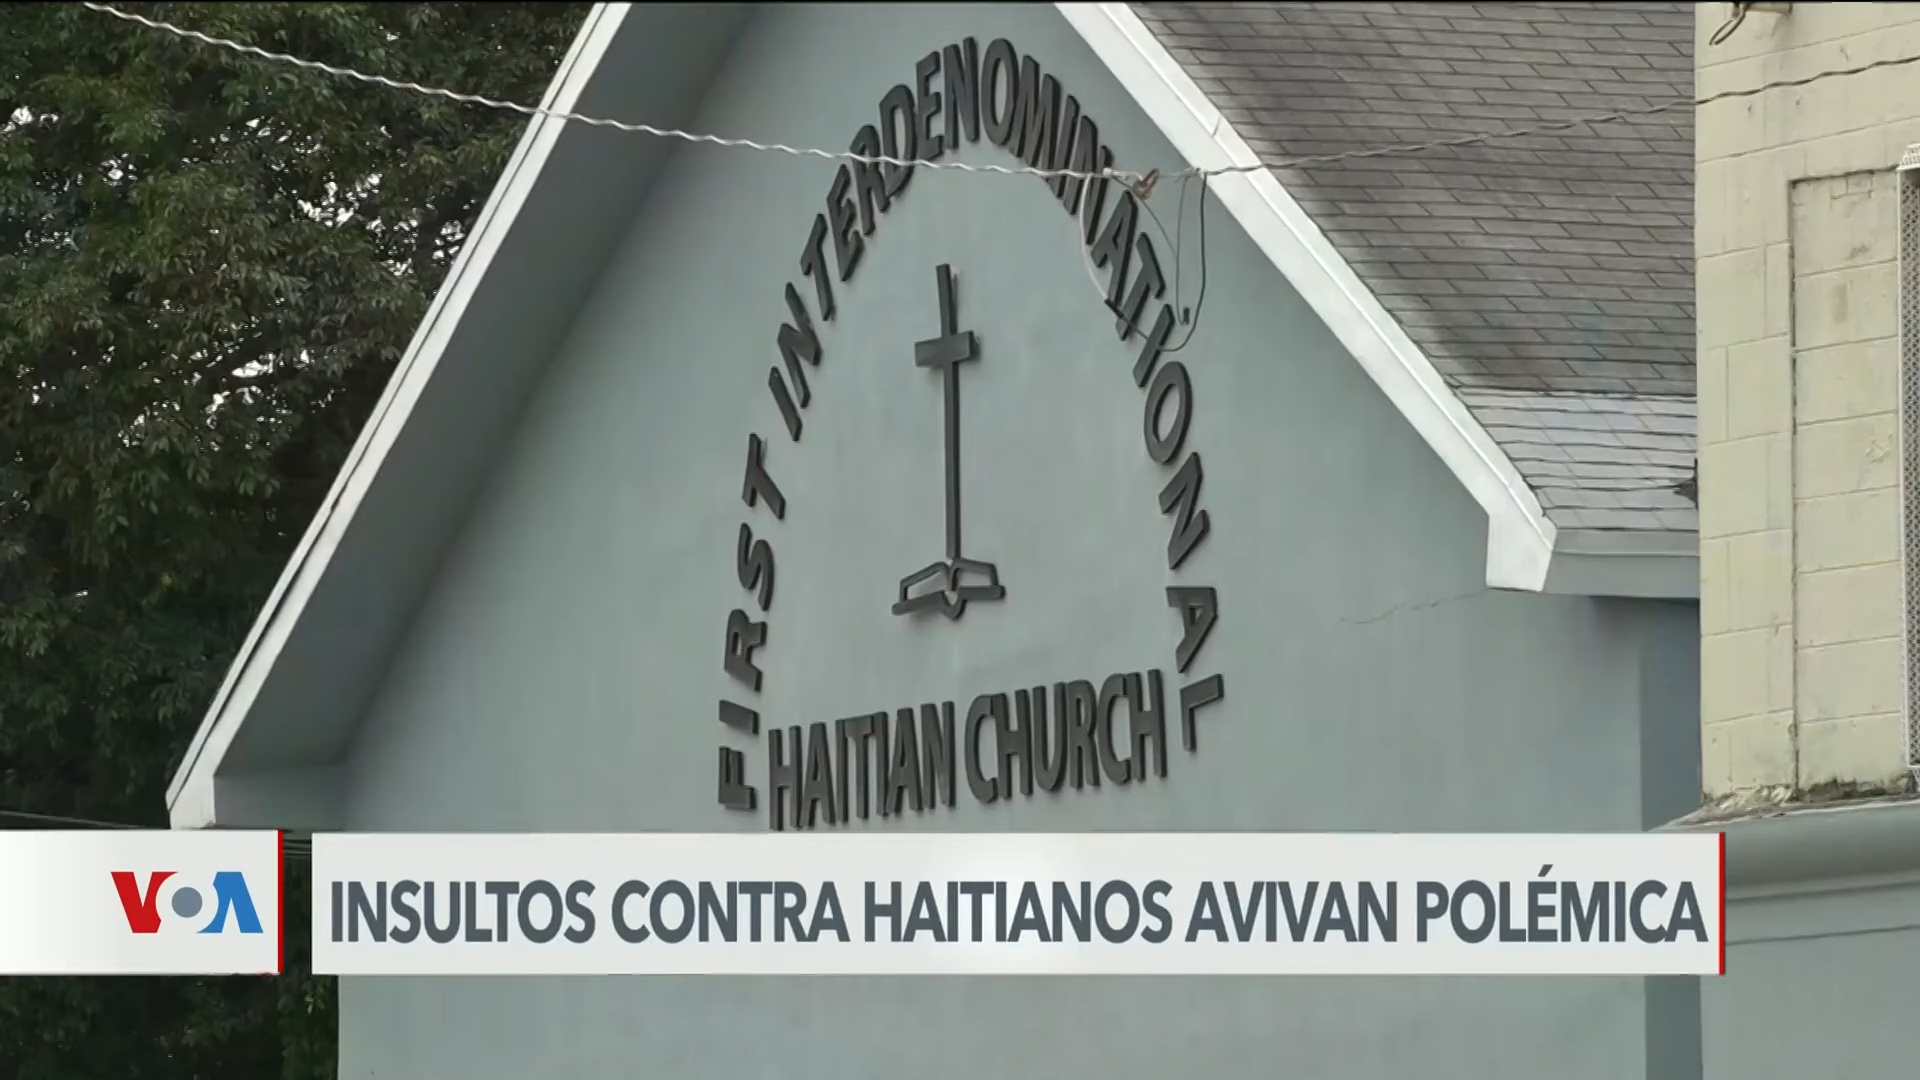 FIRST INTERDENOMINATIONAL
HAITIAN CHURCH
VOA
INSULTOS CONTRA HAITIANOS AVIVAN POLÉMICA